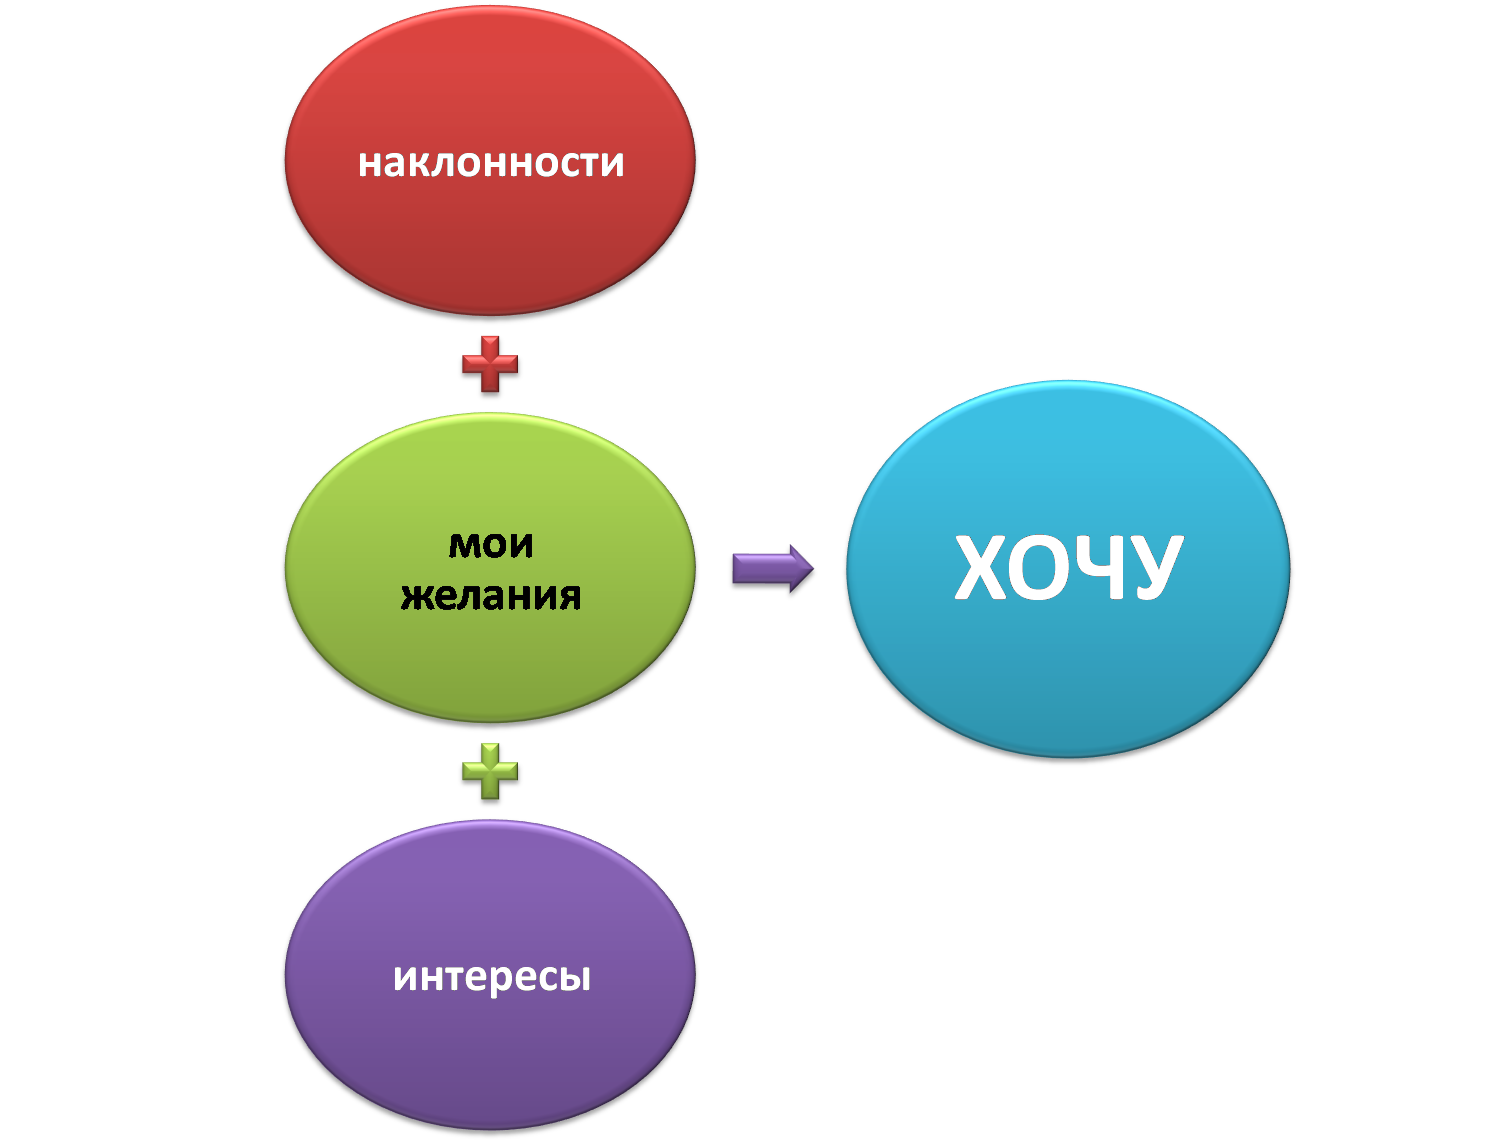 наклонности
мои
желания
ХОЧУ
интересы